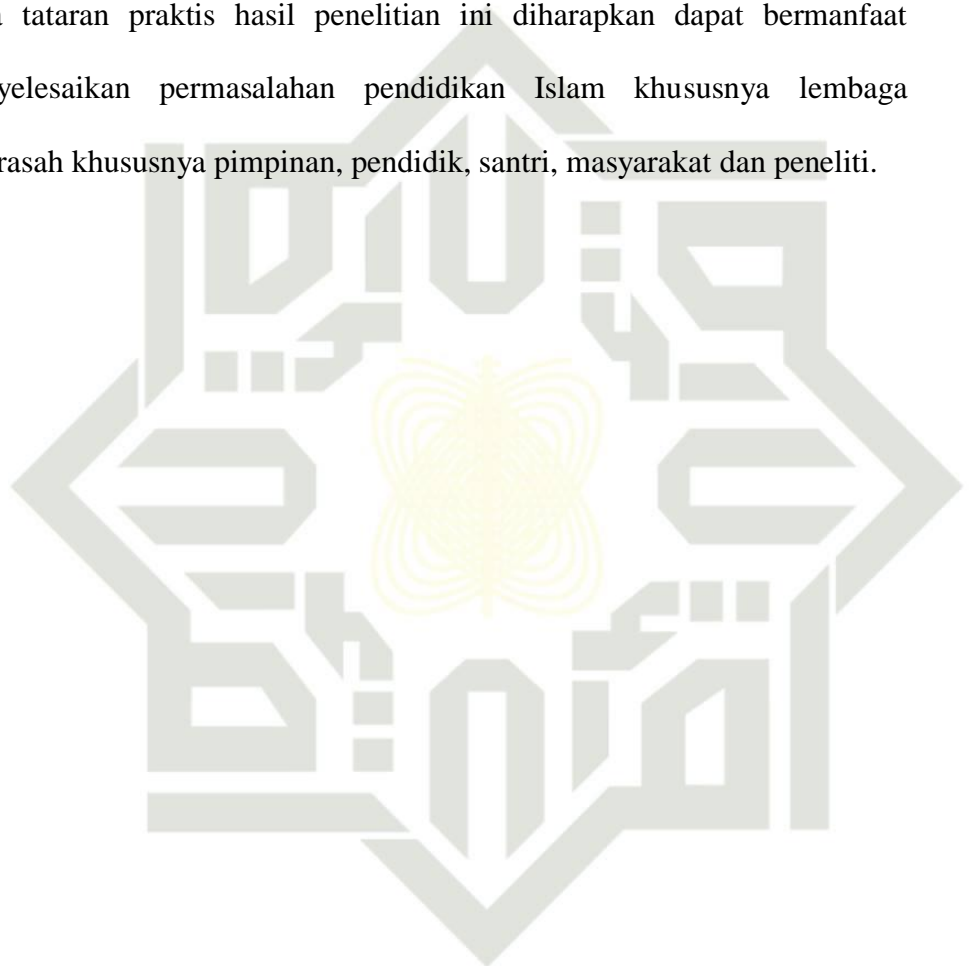 a tataran praktis hasil penelitian ini diharapkan dapat bermanfaat
yelesaikan permasalahan pendidikan Islam khususnya lembaga
rasah khususnya pimpinan, pendidik, santri, masyarakat dan peneliti.